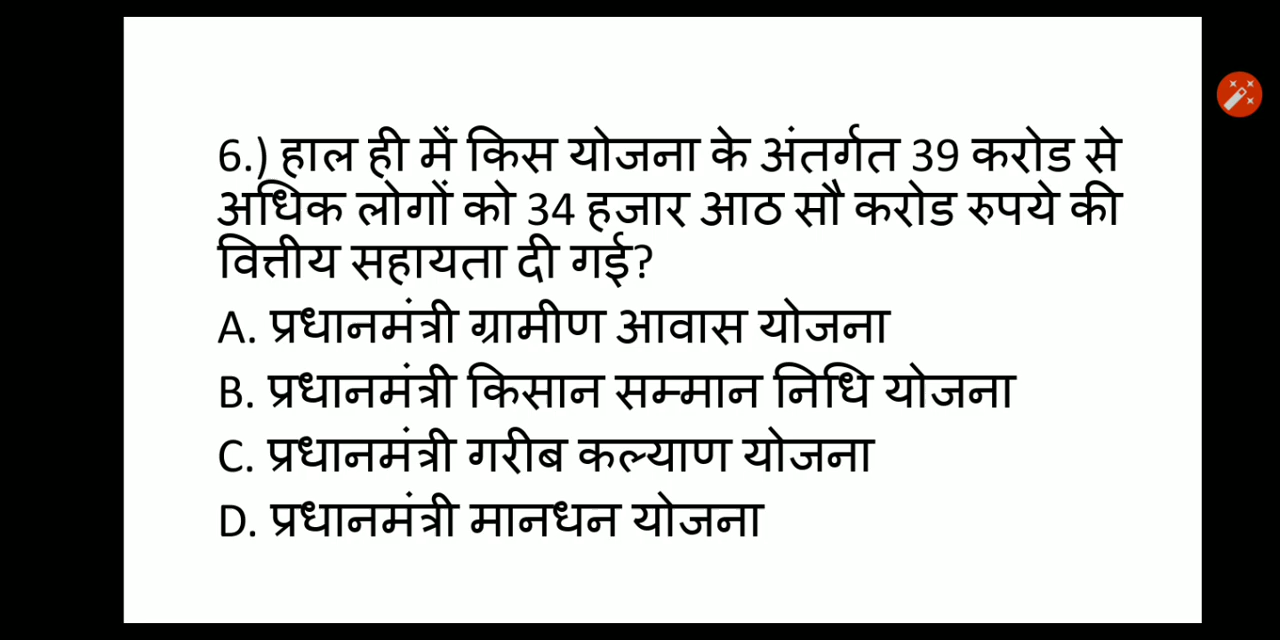 6.) हाल ही में किस योजना के अंतर्गत 39 करोड से
अधिक लोगों को 34 हजार आठ सौ करोड रुपये की
वित्तीय सहायता दी गई?
A. प्रधानमंत्री ग्रामीण आवास योजना
B. प्रधानमंत्री किसान सम्मान निधि योजना
C. प्रधानमंत्री गरीब कल्याण योजना
D. प्रधानमंत्री मानधन योजना